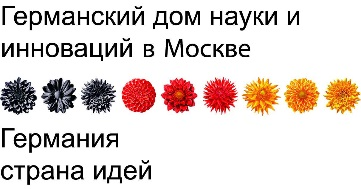 Германский дом науки и
инноваций в Москве
Германия
страна идей